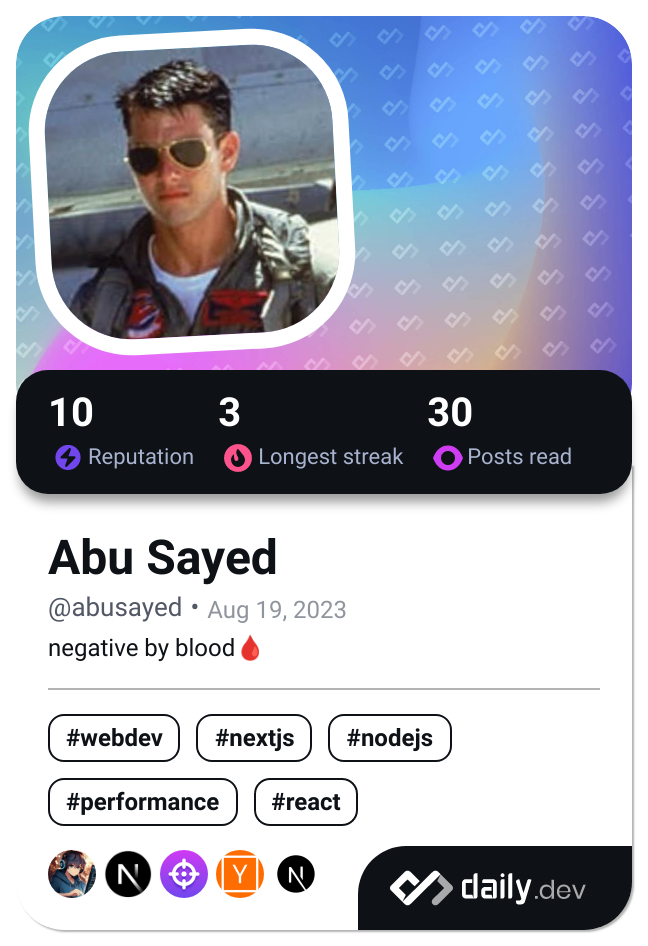 10 3 30
Reputation Longest streak Posts read
Abu Sayed
@abusayed • Aug 19, 2023
negative by blood🩸
#webdev #nextjs #nodejs
#performance #react
N Y N
daily.dev